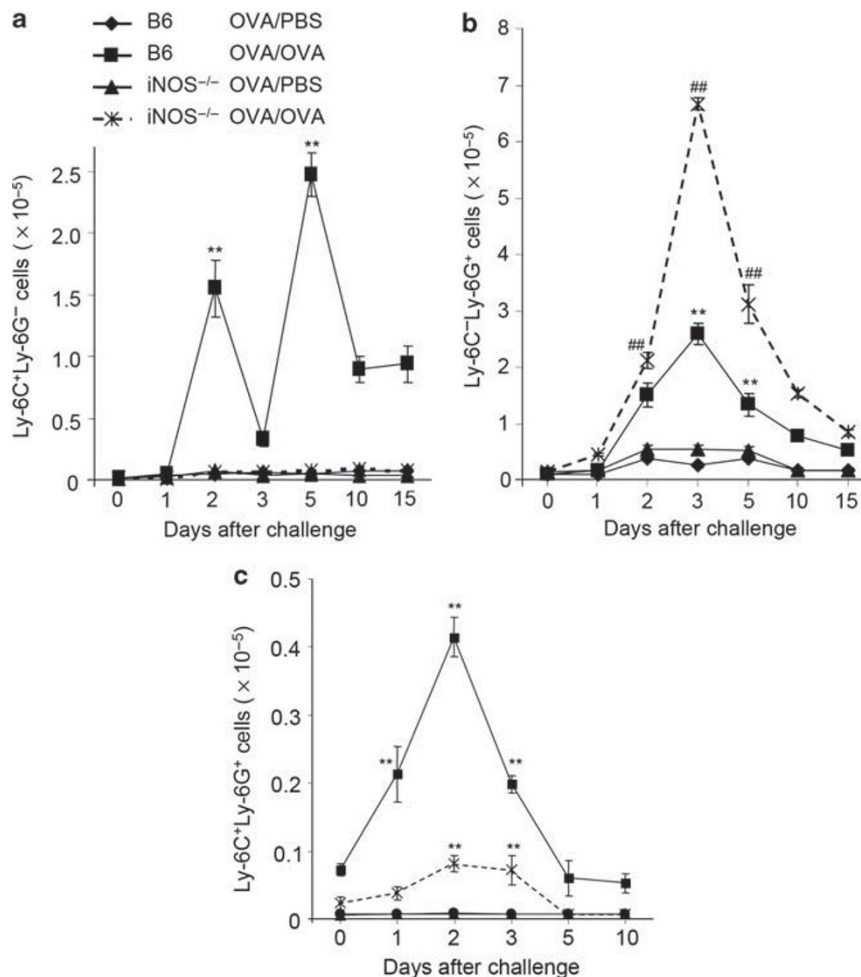 a
B6 OVA/PBS
B6 OVA/OVA
iNOS–/– OVA/PBS
iNOS–/– OVA/OVA
Ly-6C+Ly-6G– cells (× 10–5)
2.5
2.0
1.5
1.0
0.5
0
**
**
0 1 2 3 5 10 15
Days after challenge
b
Ly-6C–Ly-6G+ cells (× 10–5)
8
7
6
5
4
3
2
1
0
##
##
##
**
**
0 1 2 3 5 10 15
Days after challenge
c
Ly-6C+Ly-6G+ cells (× 10–5)
0.5
0.4
0.3
0.2
0.1
0
**
**
**
**
**
0 1 2 3 5 10
Days after challenge